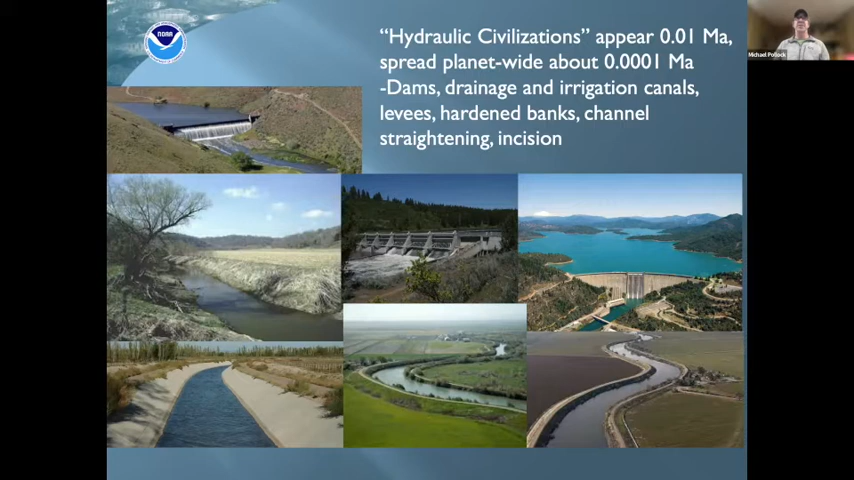 NOAA
"Hydraulic Civilizations" appear 0.01 Ma,
spread planet-wide about 0.0001 Ma
-Dams, drainage and irrigation canals,
levees, hardened banks, channel
straightening, incision
Michael Pollock